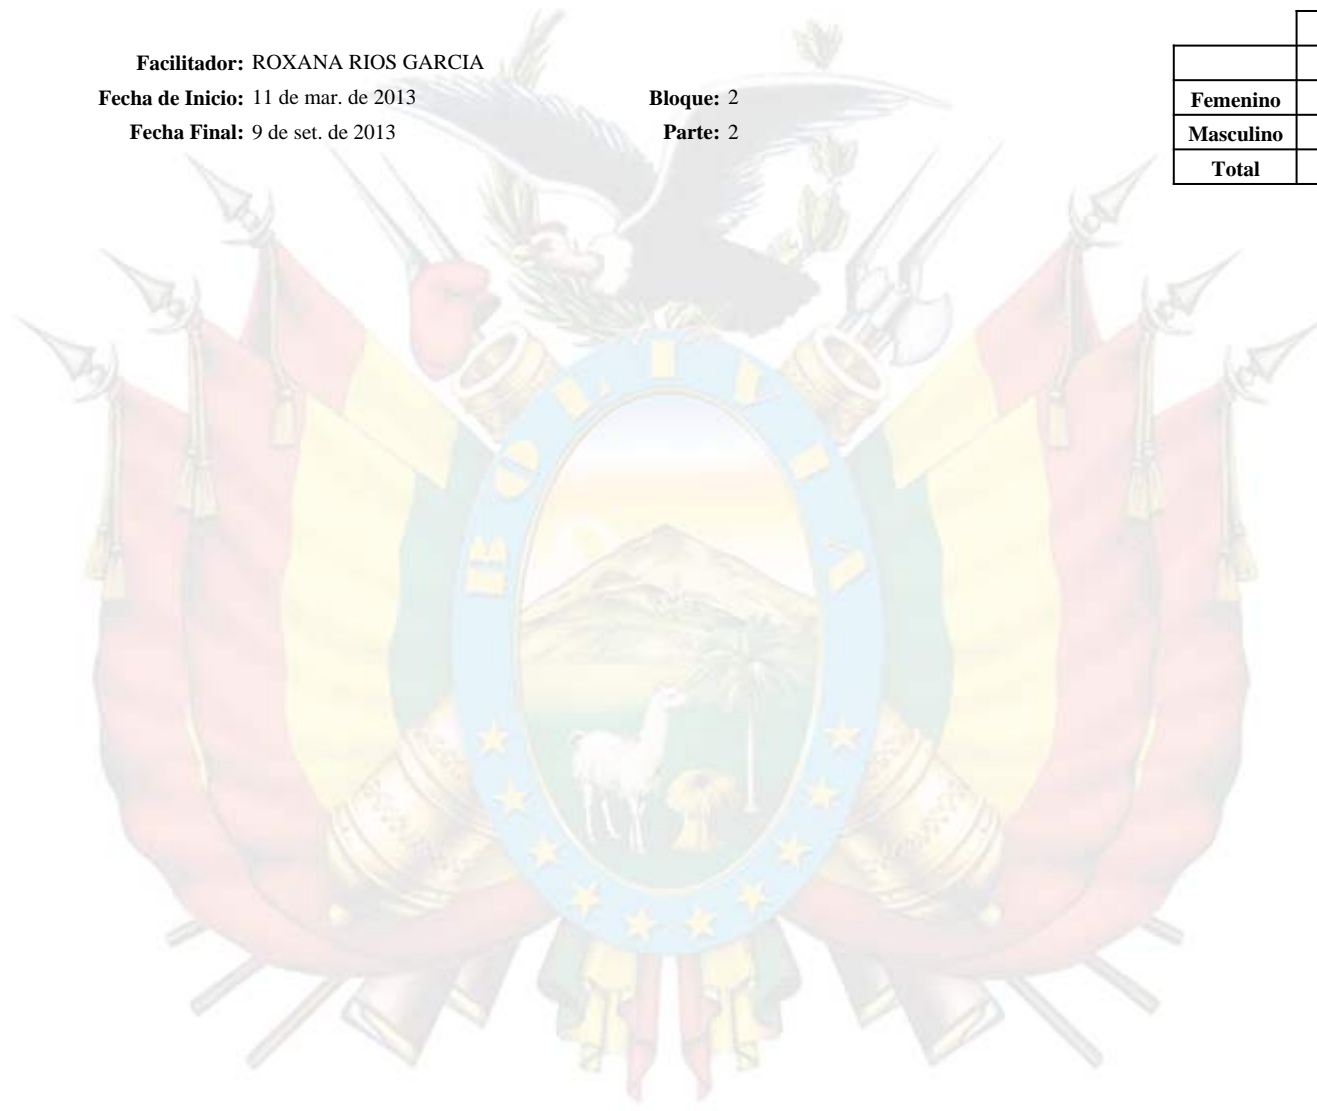 Facilitador: ROXANA RIOS GARCIA
Fecha de Inicio: 11 de mar. de 2013 Bloque: 2
Fecha Final: 9 de set. de 2013 Parte: 2
Femenino
Masculino
Total
BOLIVIA